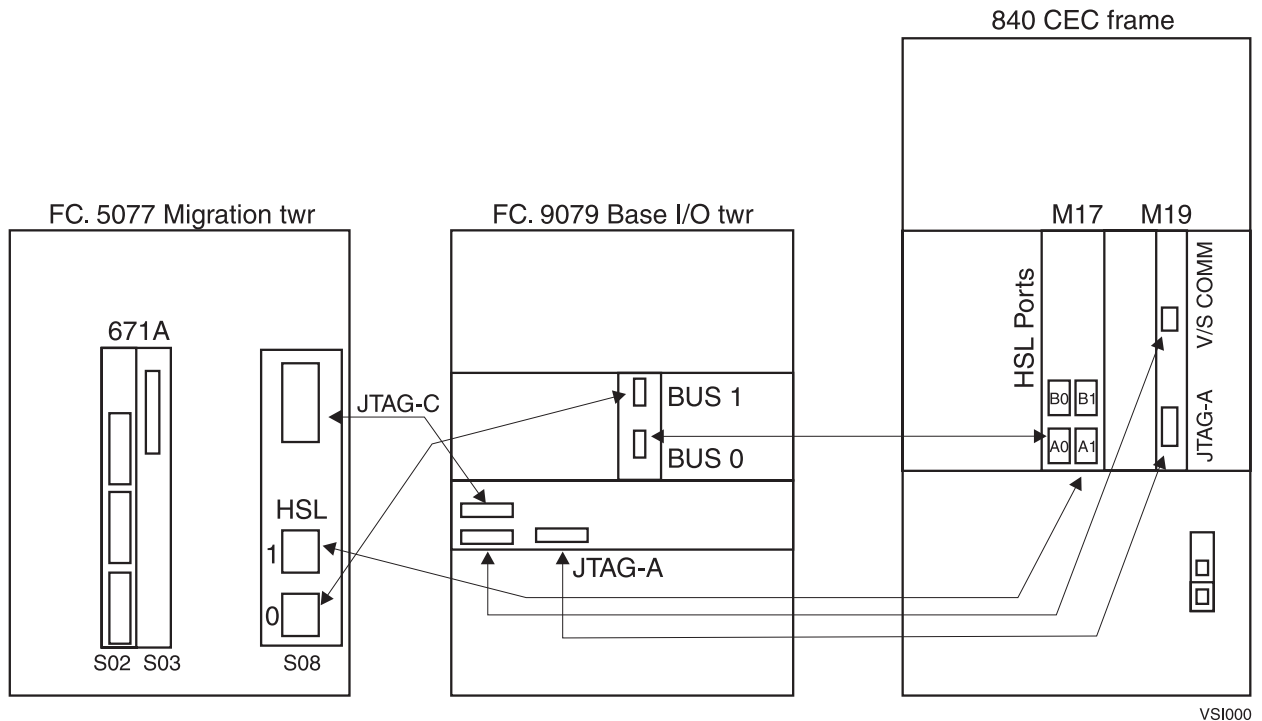 840 CEC frame
FC. 5077 Migration twr
FC. 9079 Base I/O twr
M17 M19
HSL Ports
V/S COMM
671A
JTAG-C
BUS 1
B0 B1
BUS 0
A0 A1
JTAG-A
HSL
1
JTAG-A
0
S02 S03
S08
VSI000